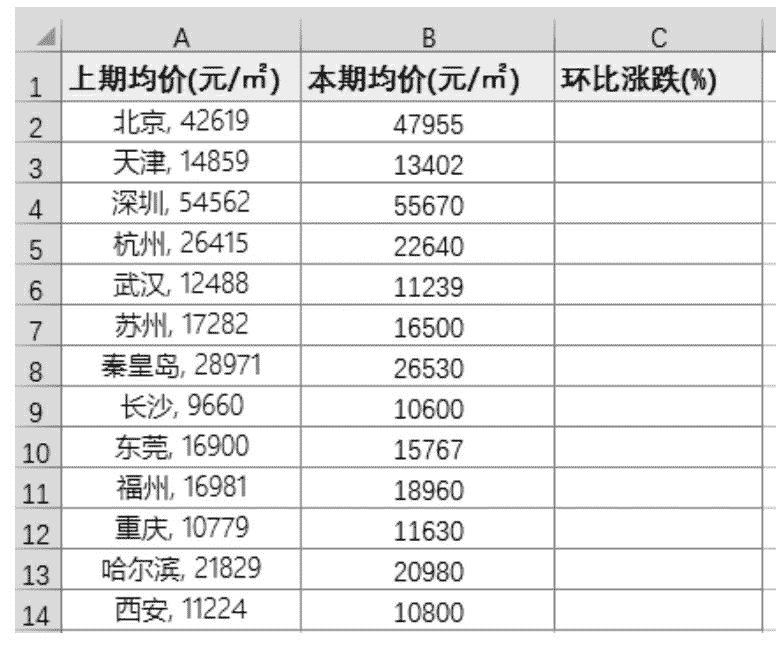 A B C
1 上期均价(元/㎡) 本期均价(元/㎡) 环比涨跌(%)
2 北京, 42619 47955
3 天津, 14859 13402
4 深圳, 54562 55670
5 杭州, 26415 22640
6 武汉, 12488 11239
7 苏州, 17282 16500
8 秦皇岛, 28971 26530
9 长沙, 9660 10600
10 东莞, 16900 15767
11 福州, 16981 18960
12 重庆, 10779 11630
13 哈尔滨, 21829 20980
14 西安, 11224 10800